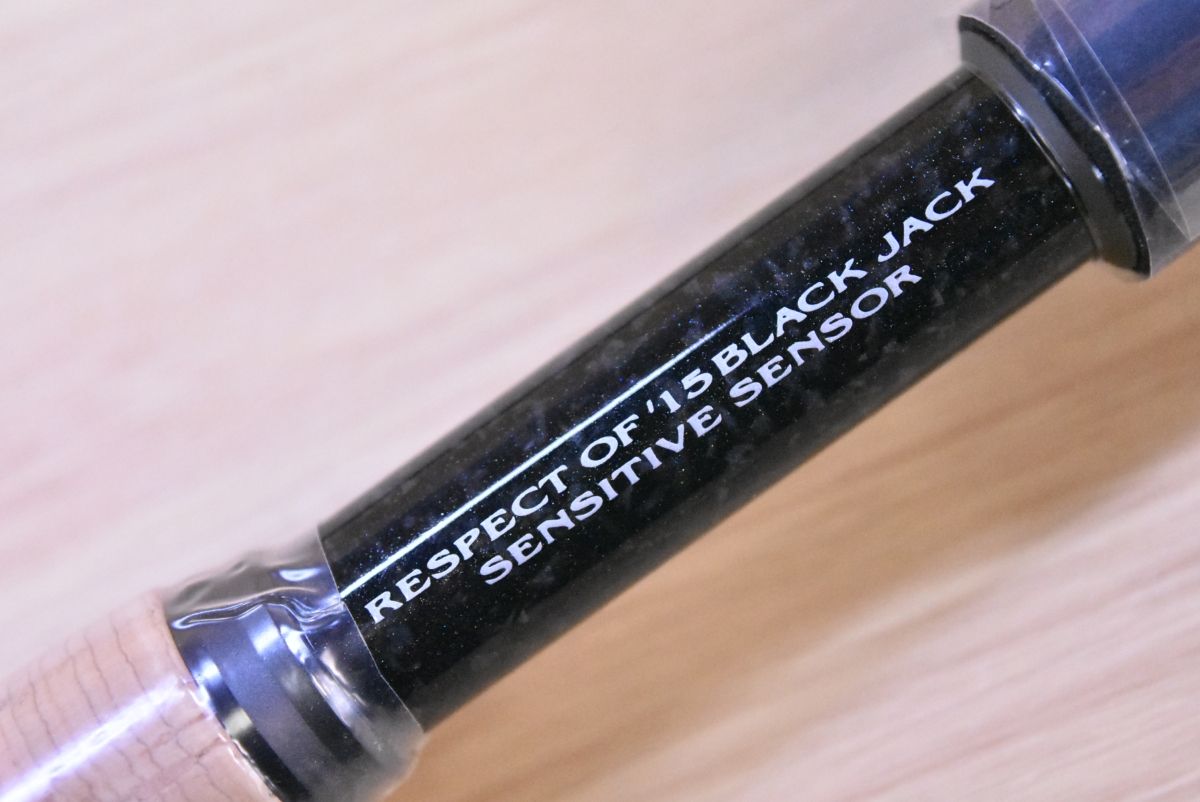 RESPECT OF '15 BLACK JACK
SENSITIVE SENSOR